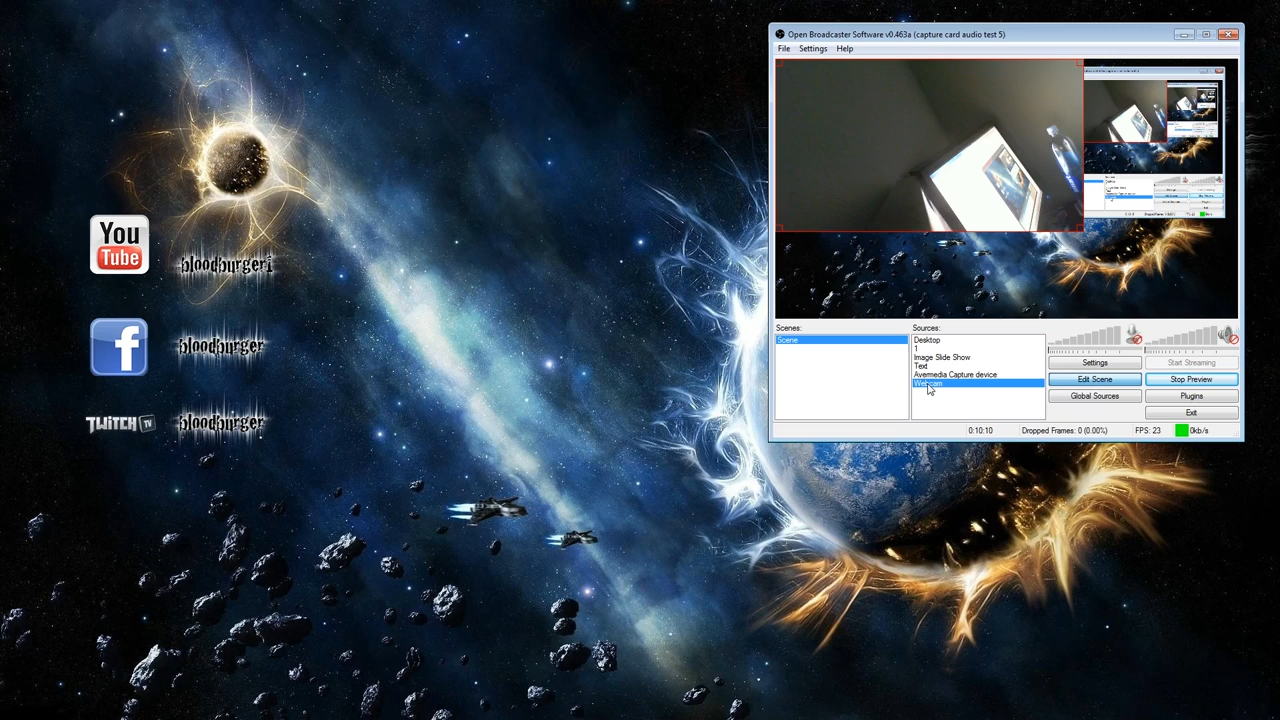 Open Broadcaster Software v0.463a (capture card audio test 5)
File Settings Help
You
Tube
bloodburger1
bloodburger
TWITCH TV
bloodburger
Scenes:
Scene
Sources:
Desktop
1
Image Slide Show
Text
Avermedia Capture device
Webcam
Settings
Start Streaming
Edit Scene
Stop Preview
Global Sources
Plugins
Exit
0:10:10
Dropped Frames: 0 (0.00%)
FPS: 23
0kb/s